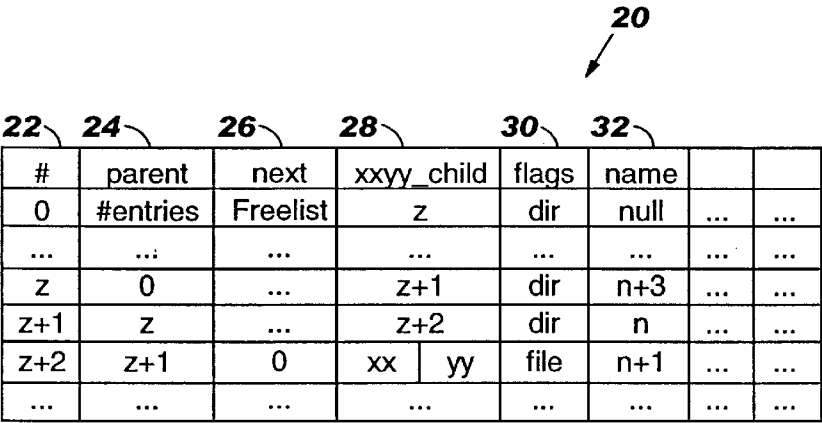 20
22 24 26 28 30 32
# parent next xxyy_child flags name
0 #entries Freelist z dir null ... ...
... ... ... ... ... ... ... ...
z 0 ... z+1 dir n+3 ... ...
z+1 z ... z+2 dir n ... ...
z+2 z+1 0 xx yy file n+1 ... ...
... ... ... ... ... ... ... ...